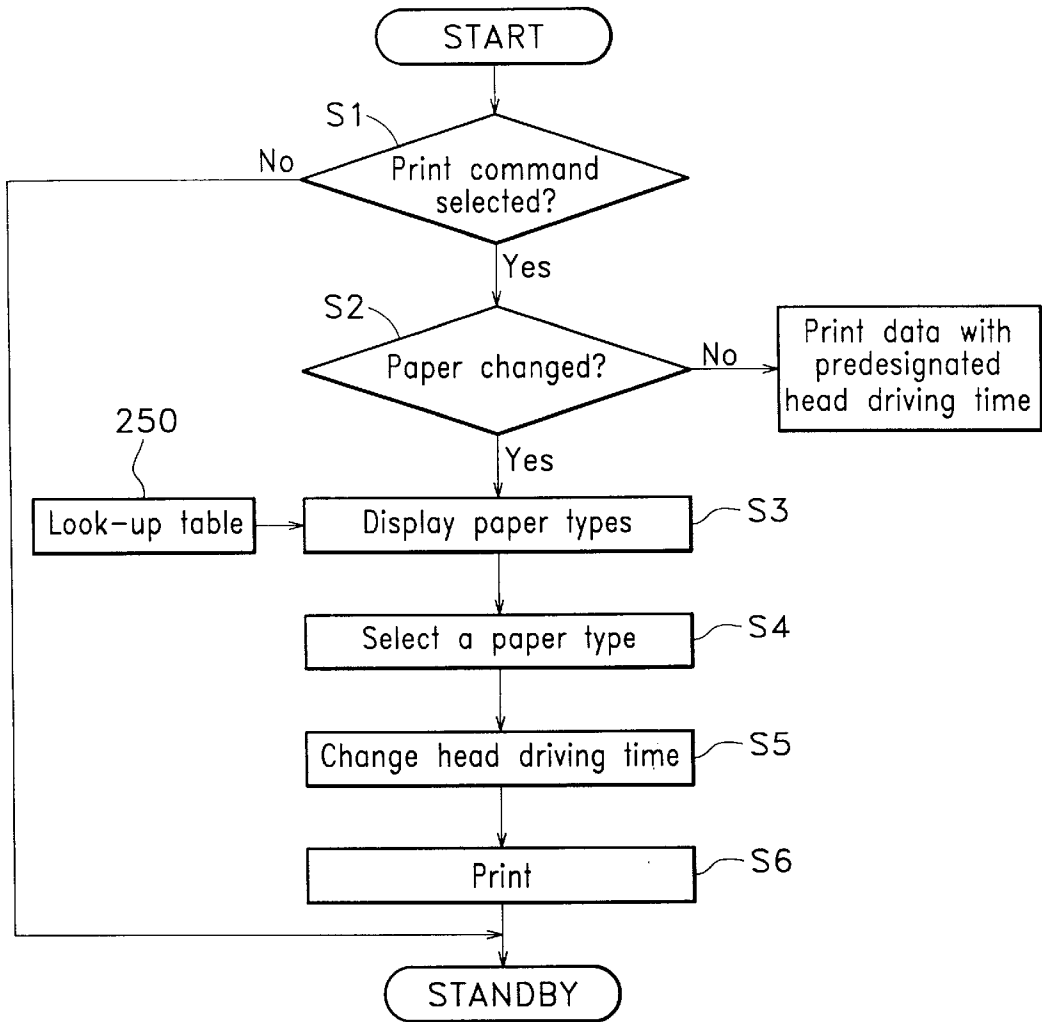 START
S1
No
Print command
selected?
Yes
S2
Paper changed?
No
Print data with
predesignated
head driving time
250
Yes
Look-up table
Display paper types
S3
Select a paper type
S4
Change head driving time
S5
Print
S6
STANDBY